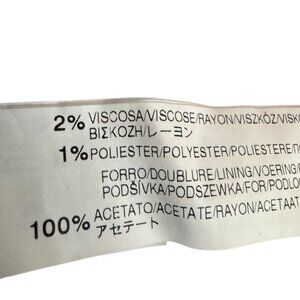 2% VISCOSA/VISCOSE/RAYON/VISZKÓZ/VISK
ΒΙΣΚΟΖΗ/レーヨン
1% POLIESTER/POLYESTER/POLIESTERE/
FORRO/DOUBLURE/LINING/VOERING/
PODŠÍVKA/PODSZEWKA/FOR/PODLO
100% ACETATO/ACETATE/RAYON/ACETAAT
アセテート